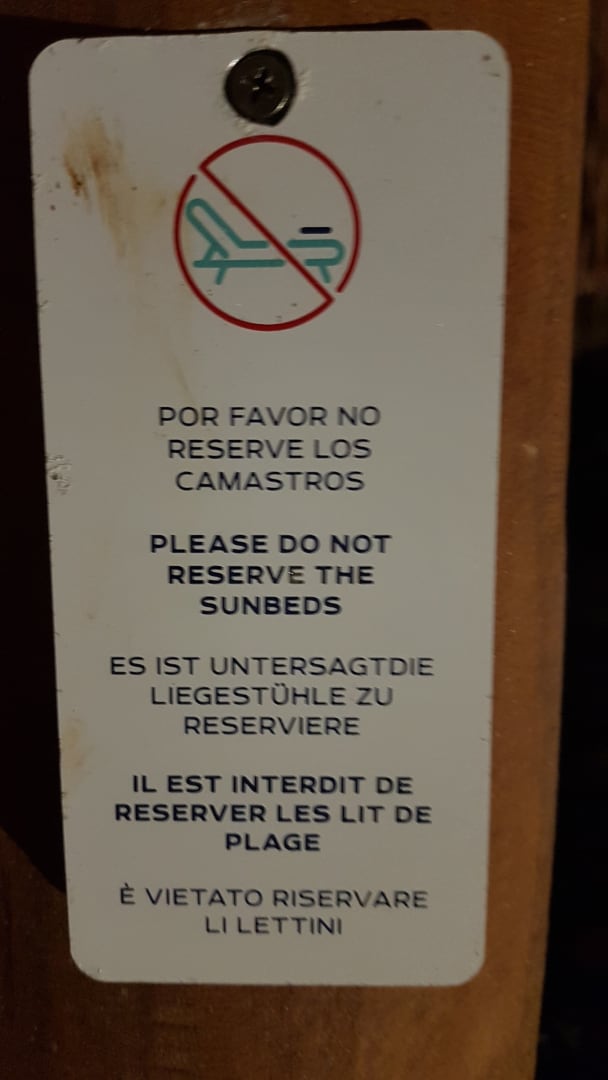 POR FAVOR NO
RESERVE LOS
CAMASTROS
PLEASE DO NOT
RESERVE THE
SUNBEDS
ES IST UNTERSAGTDIE
LIEGESTÜHLE ZU
RESERVIERE
IL EST INTERDIT DE
RESERVER LES LIT DE
PLAGE
È VIETATO RISERVARE
LI LETTINI